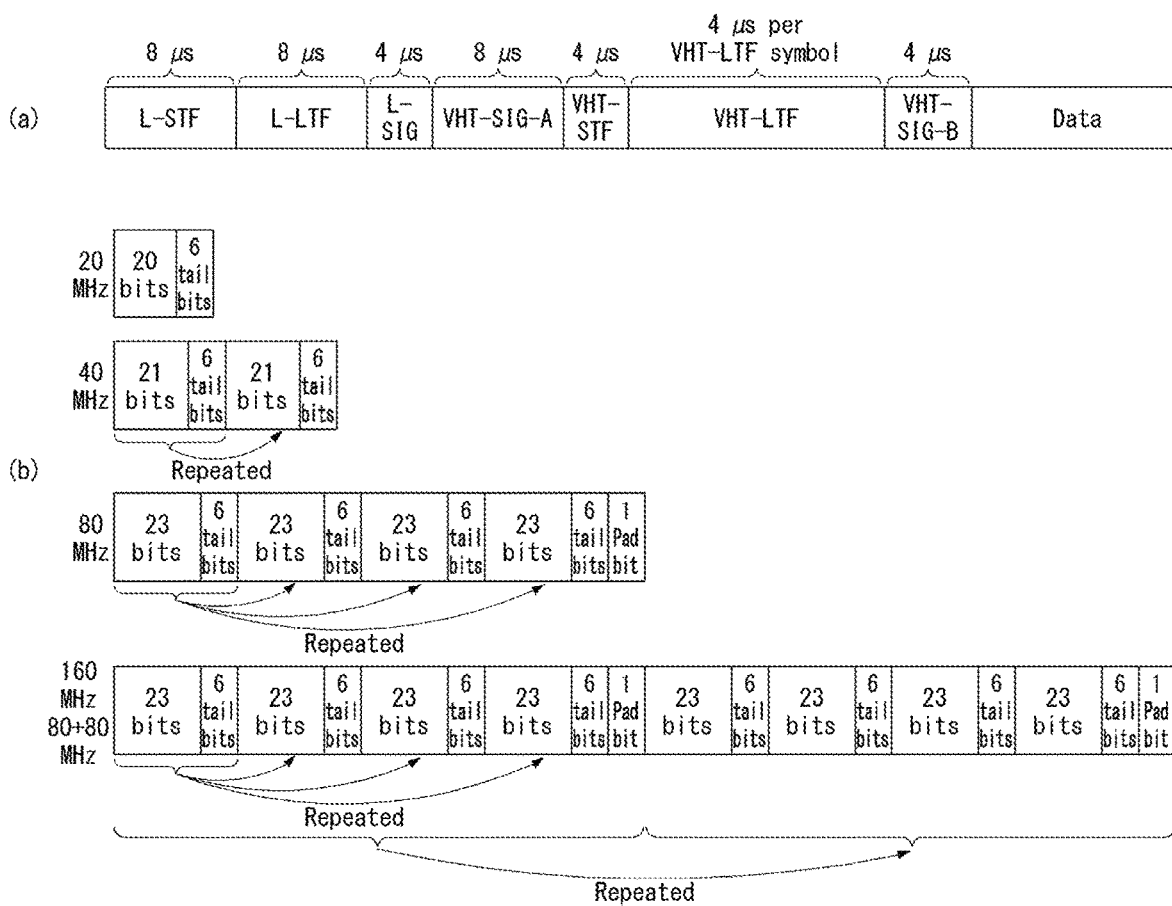 4 μs per
8 μs 8 μs 4 μs 8 μs 4 μs VHT-LTF symbol 4 μs
(a) L-STF L-LTF L-SIG VHT-SIG-A VHT-STF VHT-LTF VHT-SIG-B Data
(b)
20 MHz
20 bits 6 tail bits
40 MHz
21 bits 6 tail bits 21 bits 6 tail bits
Repeated
80 MHz
23 bits 6 tail bits 23 bits 6 tail bits 23 bits 6 tail bits 23 bits 6 tail bits 1 Pad bit
Repeated
160 MHz
80+80 MHz
23 bits 6 tail bits 23 bits 6 tail bits 23 bits 6 tail bits 23 bits 6 tail bits 1 Pad bit 23 bits 6 tail bits 23 bits 6 tail bits 23 bits 6 tail bits 23 bits 6 tail bits 1 Pad bit
Repeated
Repeated